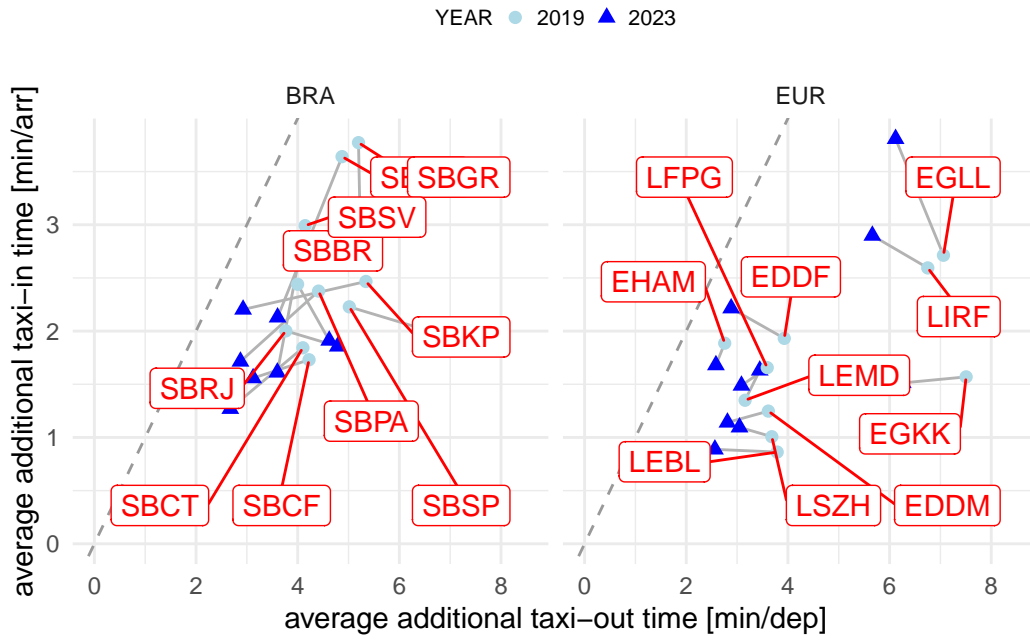 YEAR 2019 2023
BRA
EUR
average additional taxi−in time [min/arr]
SBGR
SBSV
SBBR
SBKP
SBRJ
SBPA
SBCT
SBCF
SBSP
LFPG
EGLL
EHAM
EDDF
LIRF
LEMD
EGKK
LEBL
LSZH
EDDM
3
2
1
0
0 2 4 6 8
0 2 4 6 8
average additional taxi−out time [min/dep]